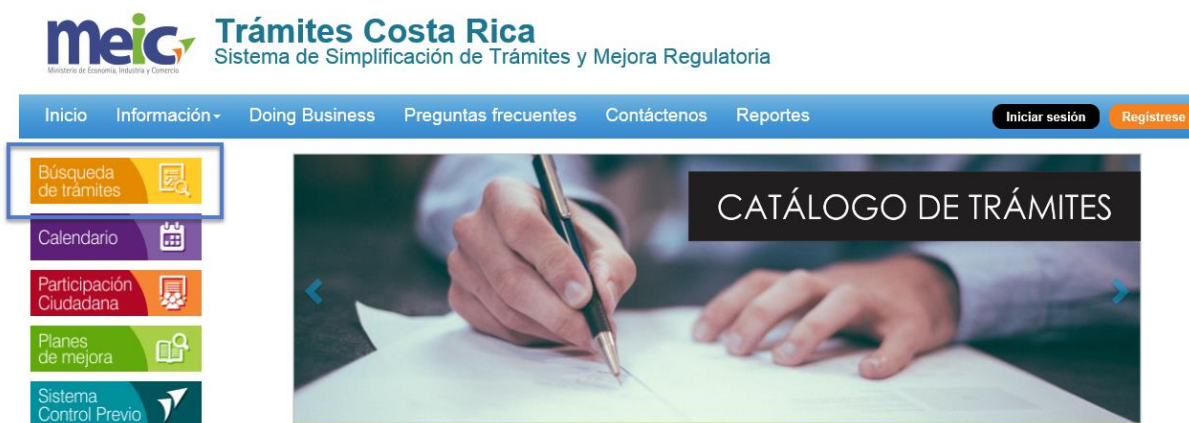 meic
Ministerio de Economía, Industria y Comercio
Trámites Costa Rica
Sistema de Simplificación de Trámites y Mejora Regulatoria
Inicio Información Doing Business Preguntas frecuentes Contáctenos Reportes Iniciar sesión Regístrese
Búsqueda
de trámites
CATÁLOGO DE TRÁMITES
Calendario
Participación
Ciudadana
Planes
de mejora
Sistema
Control Previo